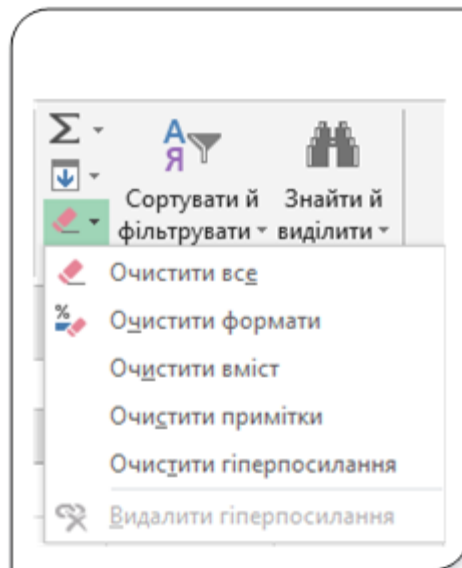 Σ
А
Я
Сортувати й
фільтрувати
Знайти й
виділити
Очистити все
%
Очистити формати
Очистити вміст
Очистити примітки
Очистити гіперпосилання
Видалити гіперпосилання